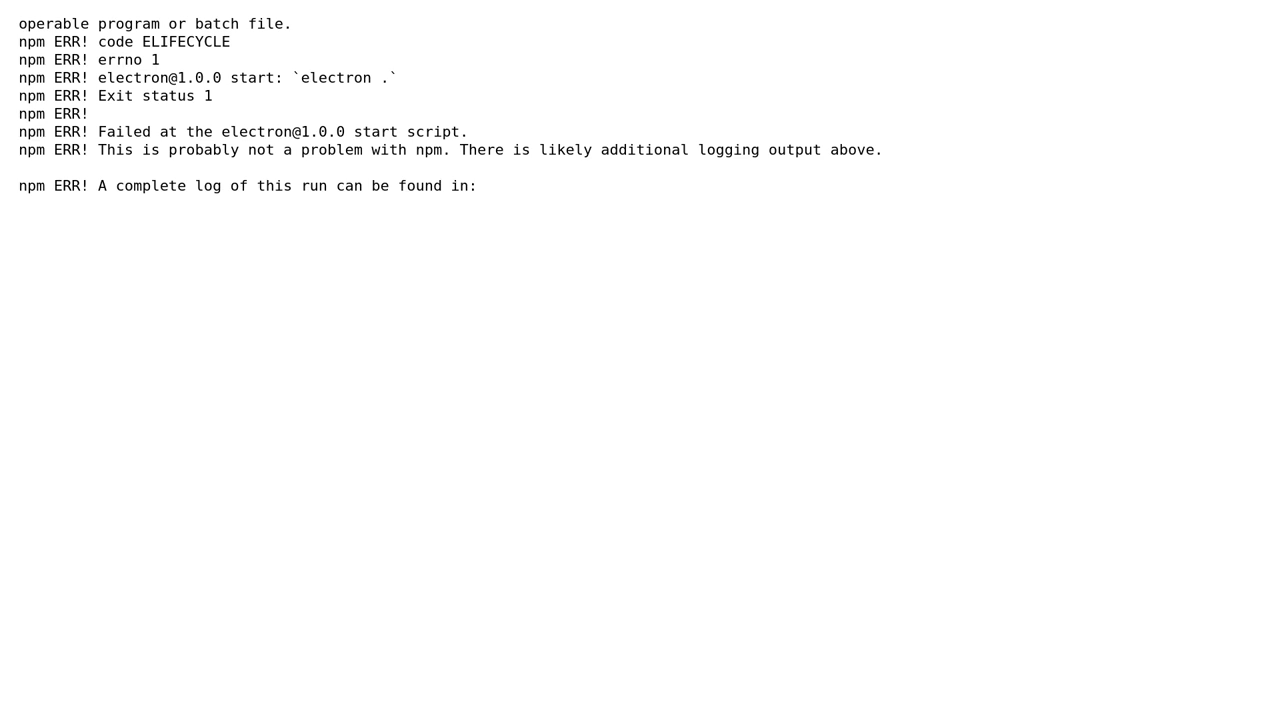 operable program or batch file.
npm ERR! code ELIFECYCLE
npm ERR! errno 1
npm ERR! electron@1.0.0 start: `electron .`
npm ERR! Exit status 1
npm ERR!
npm ERR! Failed at the electron@1.0.0 start script.
npm ERR! This is probably not a problem with npm. There is likely additional logging output above.

npm ERR! A complete log of this run can be found in: